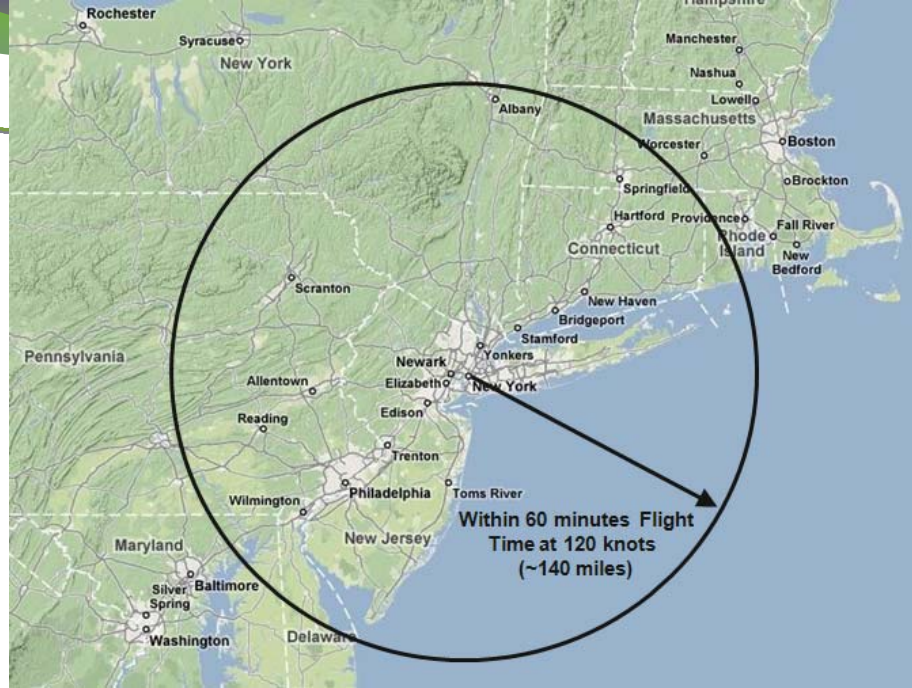 Hampshire
Rochester
Syracuse
New York
Manchester
Nashua
Lowell
Massachusetts
Albany
Worcester
Boston
Springfield
Brockton
Hartford
Providence
Fall River
Connecticut
Rhode
Island
New
Bedford
Scranton
New Haven
Bridgeport
Stamford
Pennsylvania
Yonkers
Newark
Allentown
Elizabeth
New York
Edison
Reading
Trenton
Wilmington
Philadelphia
Toms River
Within 60 minutes Flight
Time at 120 knots
(~140 miles)
New Jersey
Maryland
Silver
Spring
Baltimore
Washington
Delaware